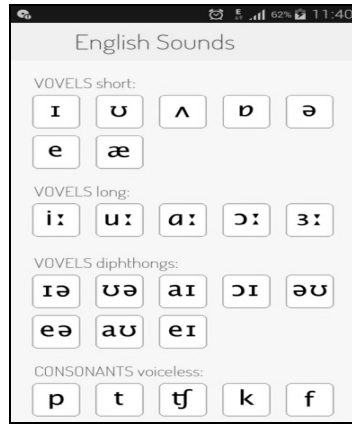 62% 11:40
English Sounds
VOVELS short:
ɪ ʊ ʌ ɒ ə
e æ
VOVELS long:
iː uː ɑː ɔː ɜː
VOVELS diphthongs:
ɪə ʊə aɪ ɔɪ əʊ
eə aʊ eɪ
CONSONANTS voiceless:
p t ʧ k f